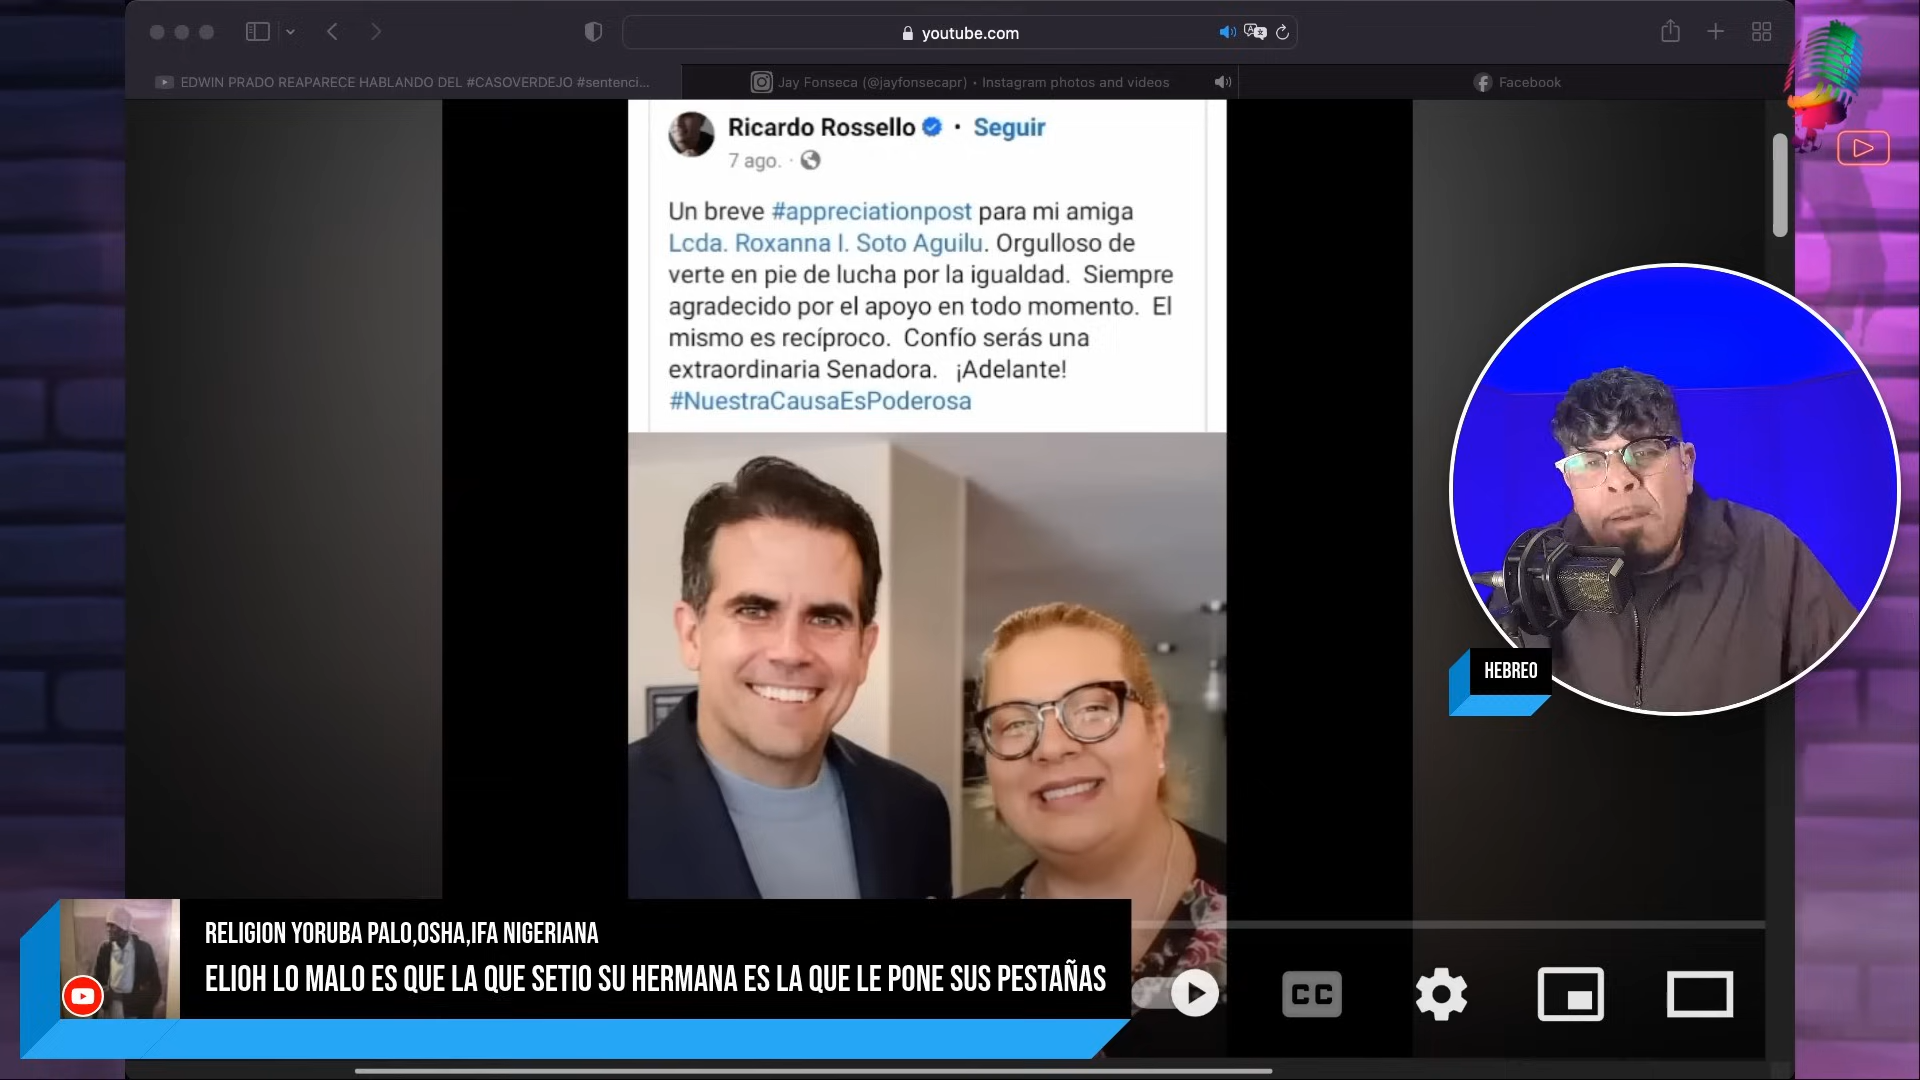 youtube.com
EDWIN PRADO REAPARECE HABLANDO DEL #CASOVERDEJO #sentenci...
Jay Fonseca (@jayfonsecapr) • Instagram photos and videos
Facebook
Ricardo Rossello · Seguir
7 ago. ·
Un breve #appreciationpost para mi amiga
Lcda. Roxanna I. Soto Aguilu. Orgulloso de
verte en pie de lucha por la igualdad. Siempre
agradecido por el apoyo en todo momento. El
mismo es recíproco. Confío serás una
extraordinaria Senadora. ¡Adelante!
#NuestraCausaEsPoderosa
HEBREO
RELIGION YORUBA PALO,OSHA,IFA NIGERIANA
ELIOH LO MALO ES QUE LA QUE SETIO SU HERMANA ES LA QUE LE PONE SUS PESTAÑAS
CC